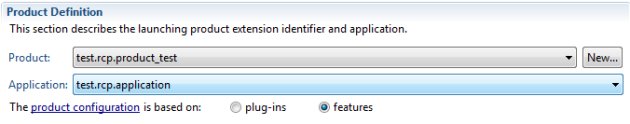 Product Definition
This section describes the launching product extension identifier and application.
Product: test.rcp.product_test New...
Application: test.rcp.application
The product configuration is based on: plug-ins features